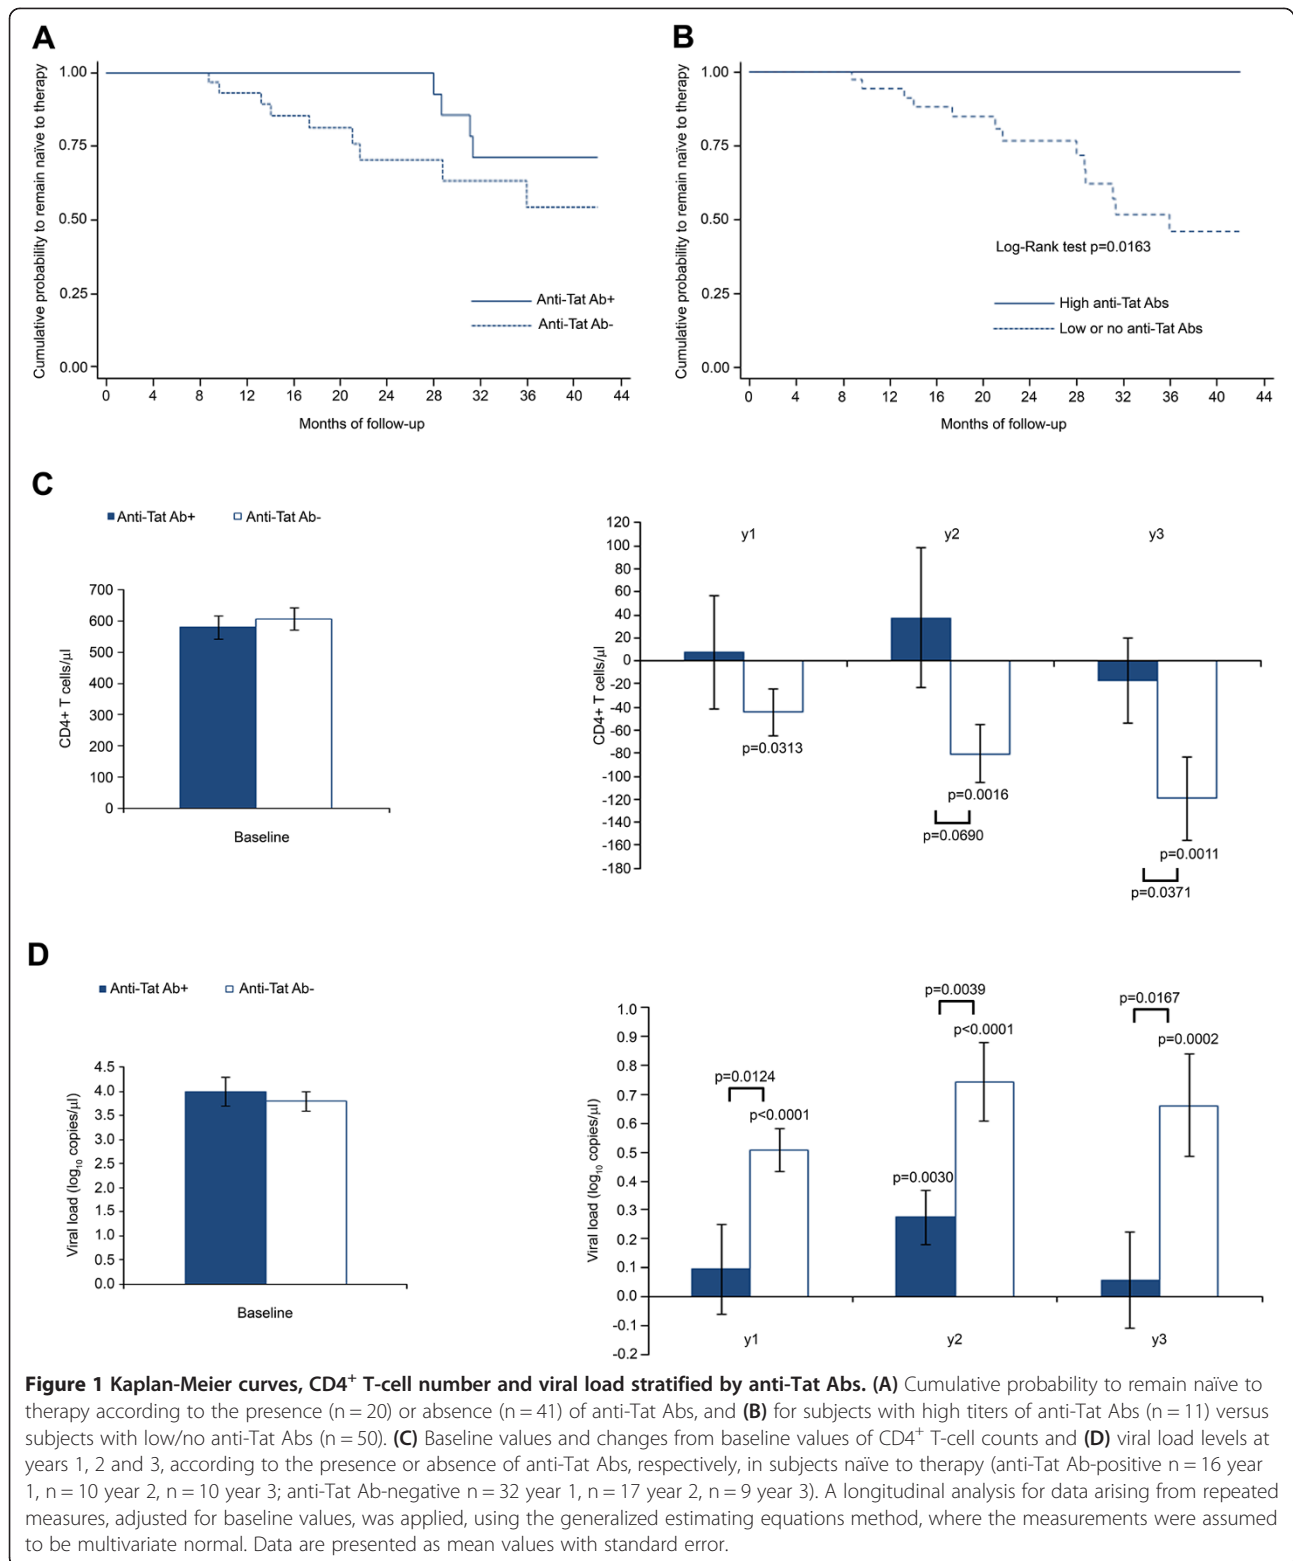 A
Cumulative probability to remain naïve to therapy
1.00
0.75
0.50
0.25
0.00
Anti-Tat Ab+
Anti-Tat Ab-
0 4 8 12 16 20 24 28 32 36 40 44
Months of follow-up
B
Cumulative probability to remain naïve to therapy
1.00
0.75
0.50
0.25
0.00
Log-Rank test p=0.0163
High anti-Tat Abs
Low or no anti-Tat Abs
0 4 8 12 16 20 24 28 32 36 40 44
Months of follow-up
C
Anti-Tat Ab+ Anti-Tat Ab-
CD4+ T cells/µl
700
600
500
400
300
200
100
0
Baseline
CD4+ T cells/µl
120
100
80
60
40
20
0
-20
-40
-60
-80
-100
-120
-140
-160
-180
y1 y2 y3
p=0.0313
p=0.0016
p=0.0690
p=0.0011
p=0.0371
D
Anti-Tat Ab+ Anti-Tat Ab-
Viral load (log10 copies/µl)
4.5
4.0
3.5
3.0
2.5
2.0
1.5
1.0
0.5
0.0
Baseline
Viral load (log10 copies/µl)
1.0
0.9
0.8
0.7
0.6
0.5
0.4
0.3
0.2
0.1
0.0
-0.1
-0.2
p=0.0124
p<0.0001
p=0.0039
p<0.0001
p=0.0030
p=0.0167
p=0.0002
y1 y2 y3
Figure 1 Kaplan-Meier curves, CD4+ T-cell number and viral load stratified by anti-Tat Abs. (A) Cumulative probability to remain naïve to
therapy according to the presence (n = 20) or absence (n = 41) of anti-Tat Abs, and (B) for subjects with high titers of anti-Tat Abs (n = 11) versus
subjects with low/no anti-Tat Abs (n = 50). (C) Baseline values and changes from baseline values of CD4+ T-cell counts and (D) viral load levels at
years 1, 2 and 3, according to the presence or absence of anti-Tat Abs, respectively, in subjects naïve to therapy (anti-Tat Ab-positive n = 16 year
1, n = 10 year 2, n = 10 year 3; anti-Tat Ab-negative n = 32 year 1, n = 17 year 2, n = 9 year 3). A longitudinal analysis for data arising from repeated
measures, adjusted for baseline values, was applied, using the generalized estimating equations method, where the measurements were assumed
to be multivariate normal. Data are presented as mean values with standard error.